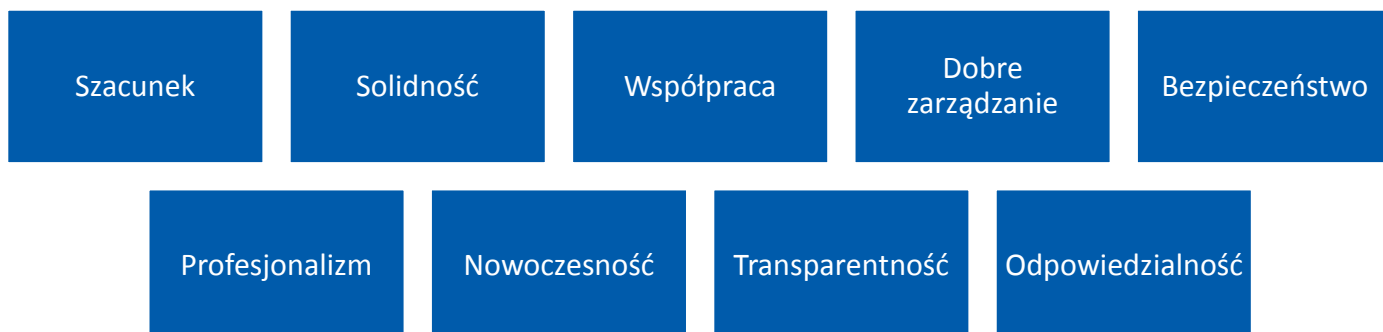 Szacunek
Solidność
Współpraca
Dobre
zarządzanie
Bezpieczeństwo
Profesjonalizm
Nowoczesność
Transparentność
Odpowiedzialność